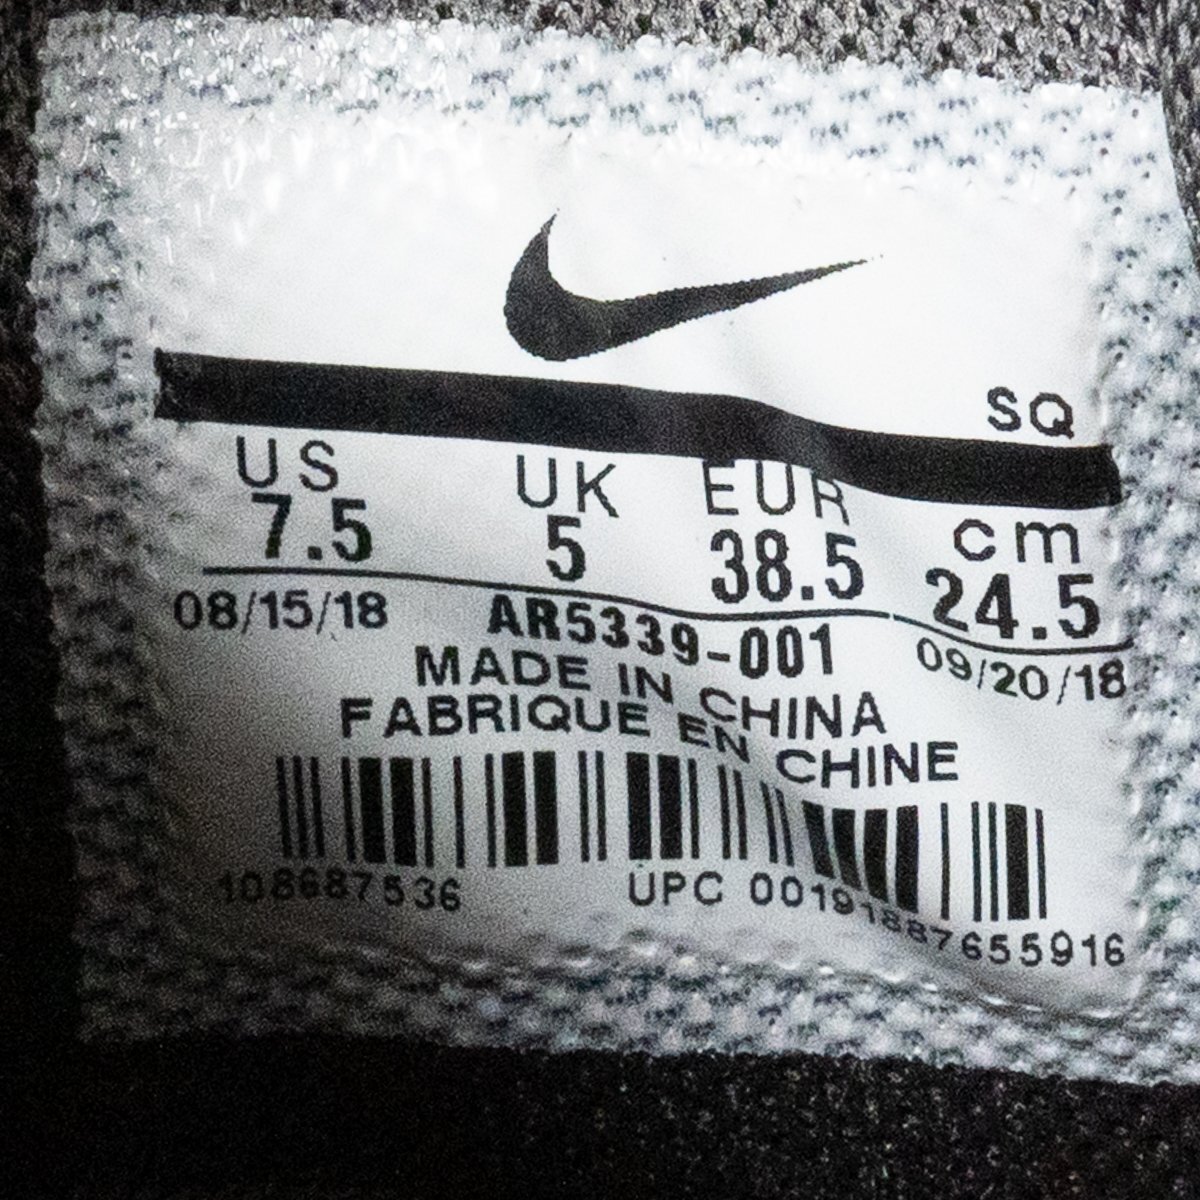 SQ
US UK EUR cm
7.5 5 38.5 24.5
08/15/18 AR5339-001 09/20/18
MADE IN CHINA
FABRIQUE EN CHINE
108687536 UPC 00191887655916